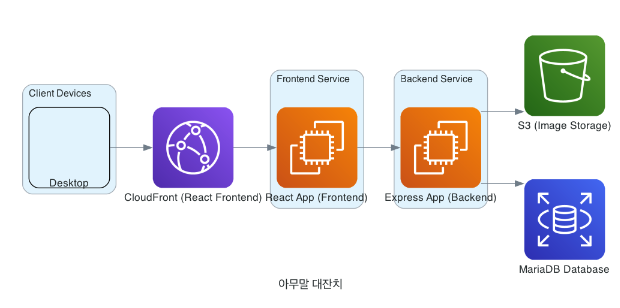 Client Devices
Desktop
CloudFront (React Frontend)
Frontend Service
React App (Frontend)
Backend Service
Express App (Backend)
S3 (Image Storage)
MariaDB Database
아무말 대잔치